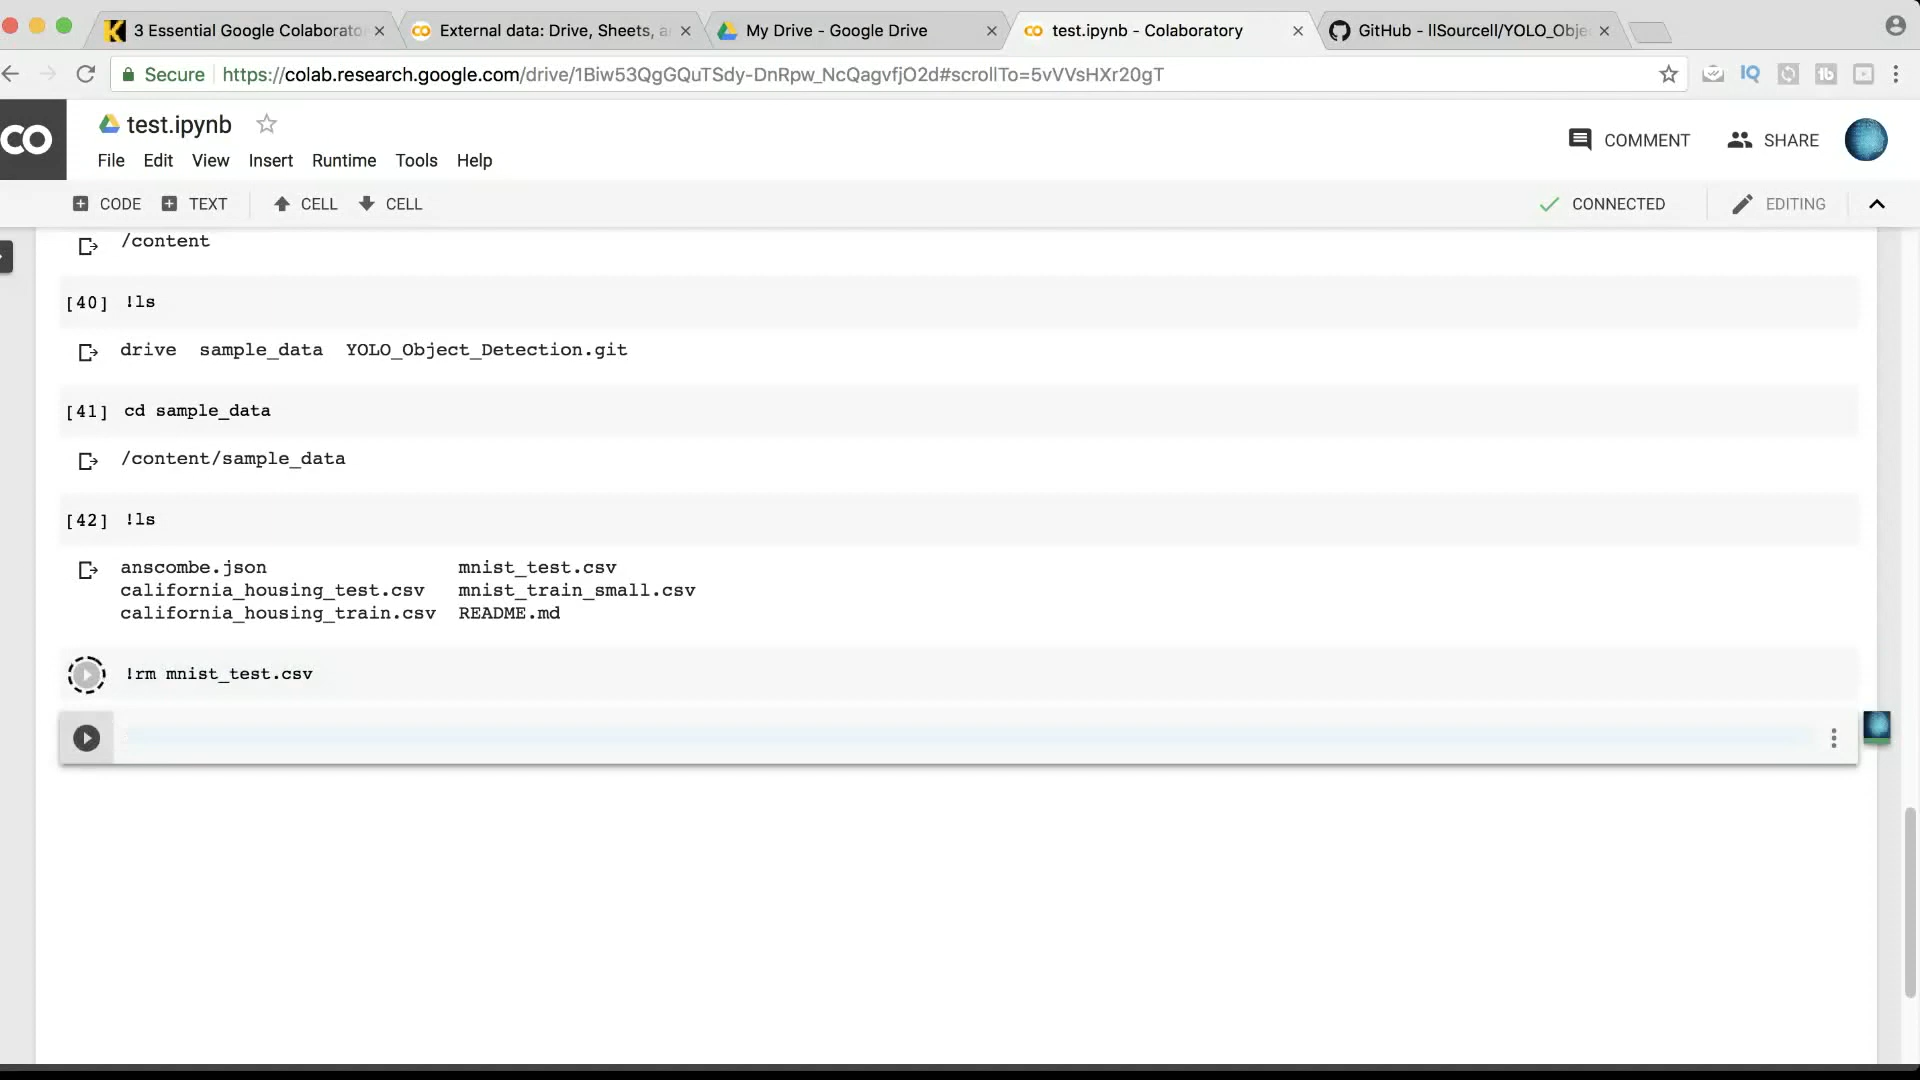 3 Essential Google Colaborato
External data: Drive, Sheets, a
My Drive - Google Drive
test.ipynb - Colaboratory
GitHub - llSourcell/YOLO_Obje
Secure https://colab.research.google.com/drive/1Biw53QgGQuTSdy-DnRpw_NcQagvfjO2d#scrollTo=5vVVsHXr20gT
IQ
CO
test.ipynb
COMMENT SHARE
File Edit View Insert Runtime Tools Help
CODE TEXT CELL CELL CONNECTED EDITING
/content
[40] !ls
drive sample_data YOLO_Object_Detection.git
[41] cd sample_data
/content/sample_data
[42] !ls
anscombe.json mnist_test.csv
california_housing_test.csv mnist_train_small.csv
california_housing_train.csv README.md
!rm mnist_test.csv